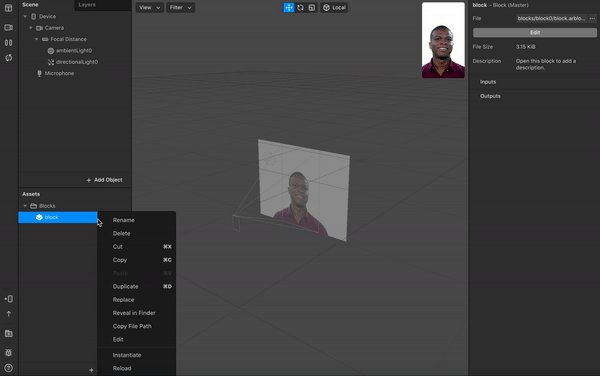 Scene
Layers
Device
Camera
Focal Distance
ambientLight0
directionalLight0
Microphone
Add Object
Assets
Blocks
block
Rename
Delete
Cut ⌘X
Copy ⌘C
Duplicate ⌘D
Replace
Reveal in Finder
Copy File Path
Edit
Instantiate
Reload
View
Filter
Local
block – Block (Master)
File blocks/block0/block.arblo...
Edit
File Size 3.15 KiB
Description Open this block to add a
description.
Inputs
Outputs